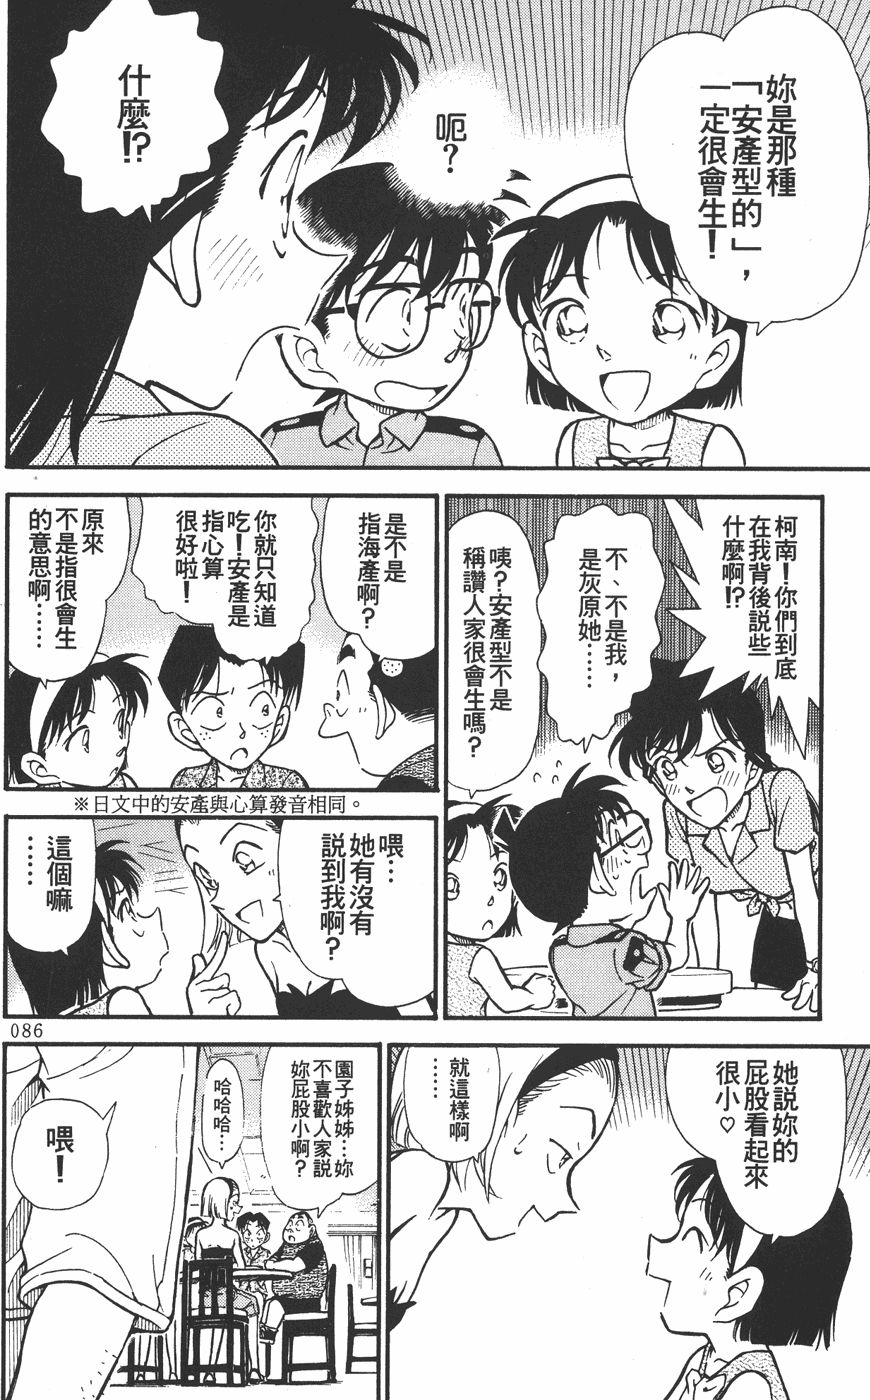 妳是那種
「安產型的」，
一定很會生！
呃？
什麼!?
柯南！你們到底
在我背後説些
什麼啊!?
不、不是我，
是灰原她……
咦？安產型不是
稱讚人家很會生嗎？
是不是
指海產啊？
你就只知道
吃！安產是
指心算
很好啦！
原來
不是指很會生
的意思啊……
※日文中的安產與心算發音相同。
喂…
她有沒有
説到我啊？
這個嘛
……
086
她説妳的
屁股看起來
很小♡
就這樣啊
……
園子姊姊…妳
不喜歡人家説
妳屁股小啊？
哈哈
哈哈…
喂！